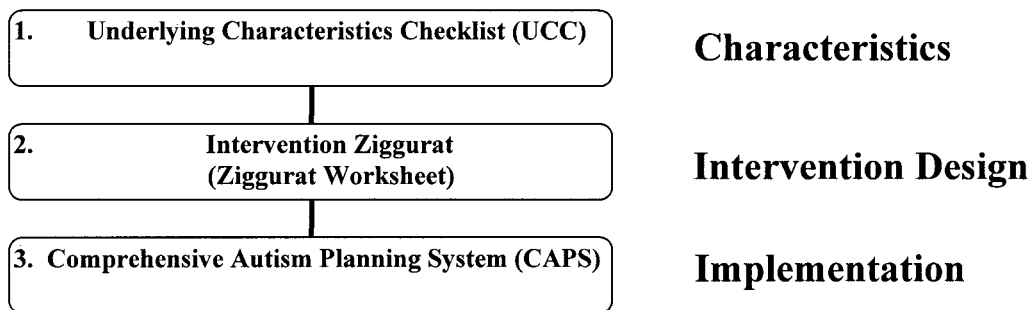 1. Underlying Characteristics Checklist (UCC)
Characteristics
2. Intervention Ziggurat
(Ziggurat Worksheet)
Intervention Design
3. Comprehensive Autism Planning System (CAPS)
Implementation